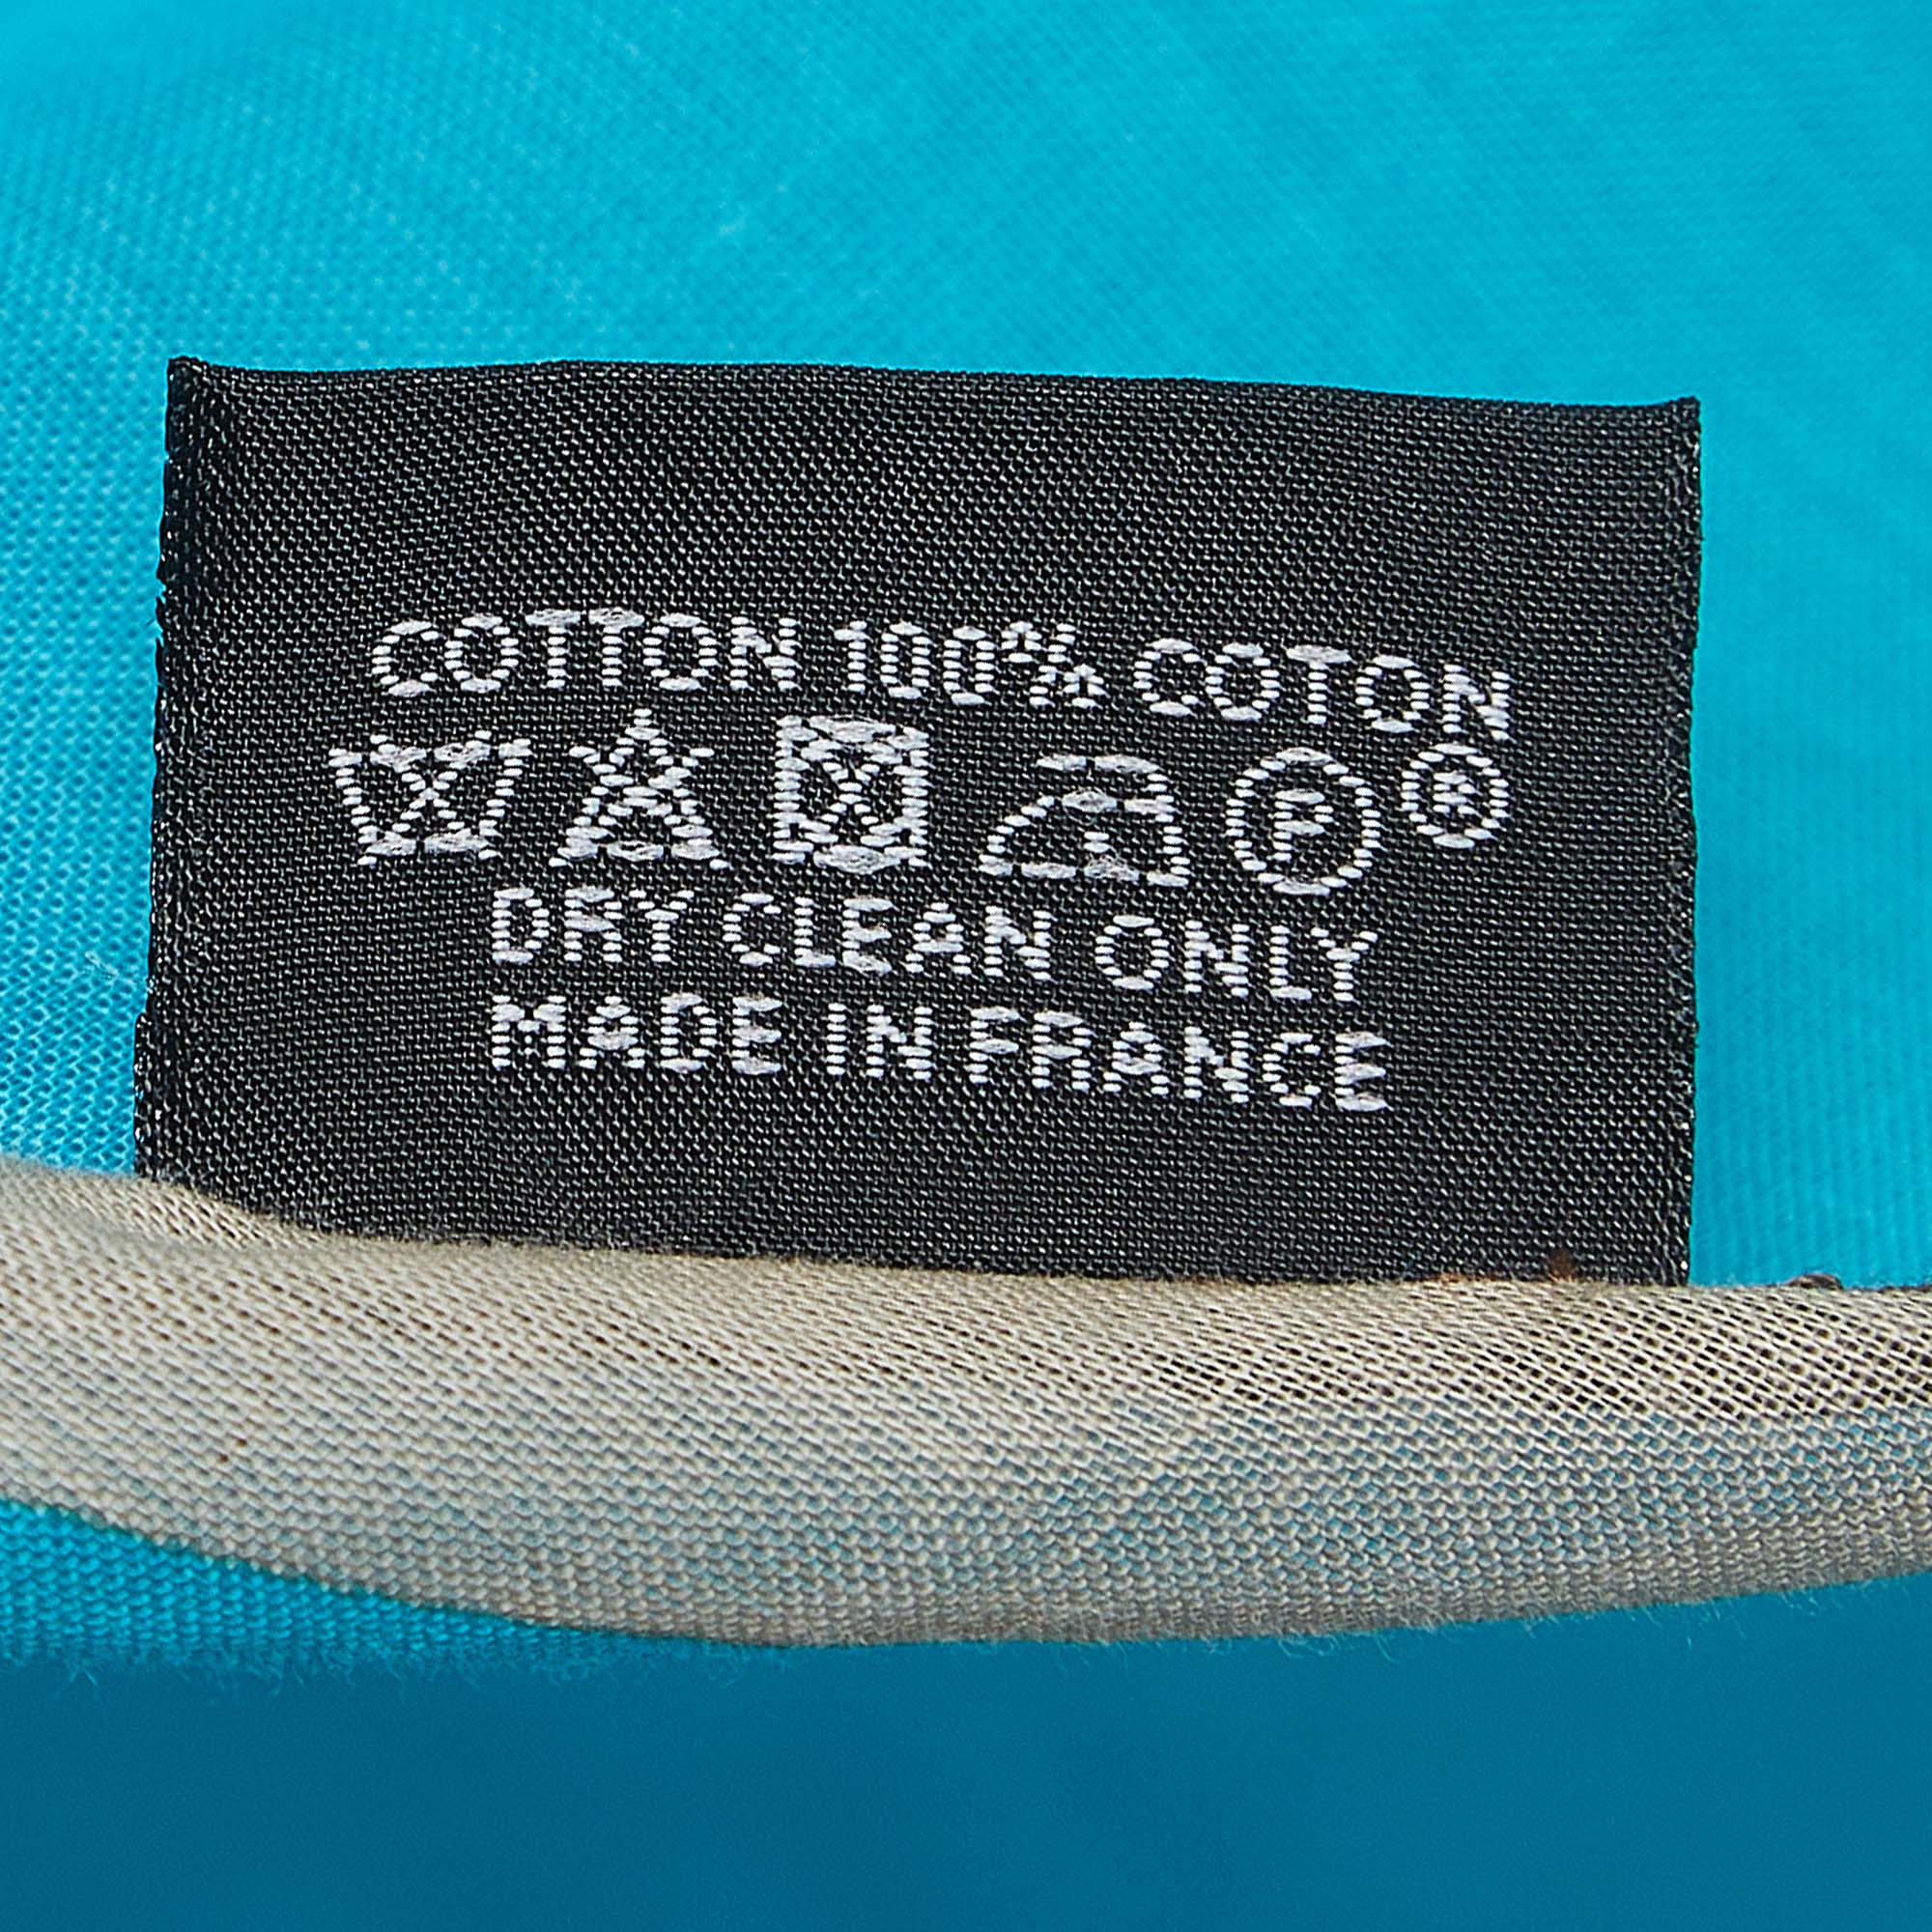 COTTON 100% COTON
F ®
DRY CLEAN ONLY
MADE IN FRANCE